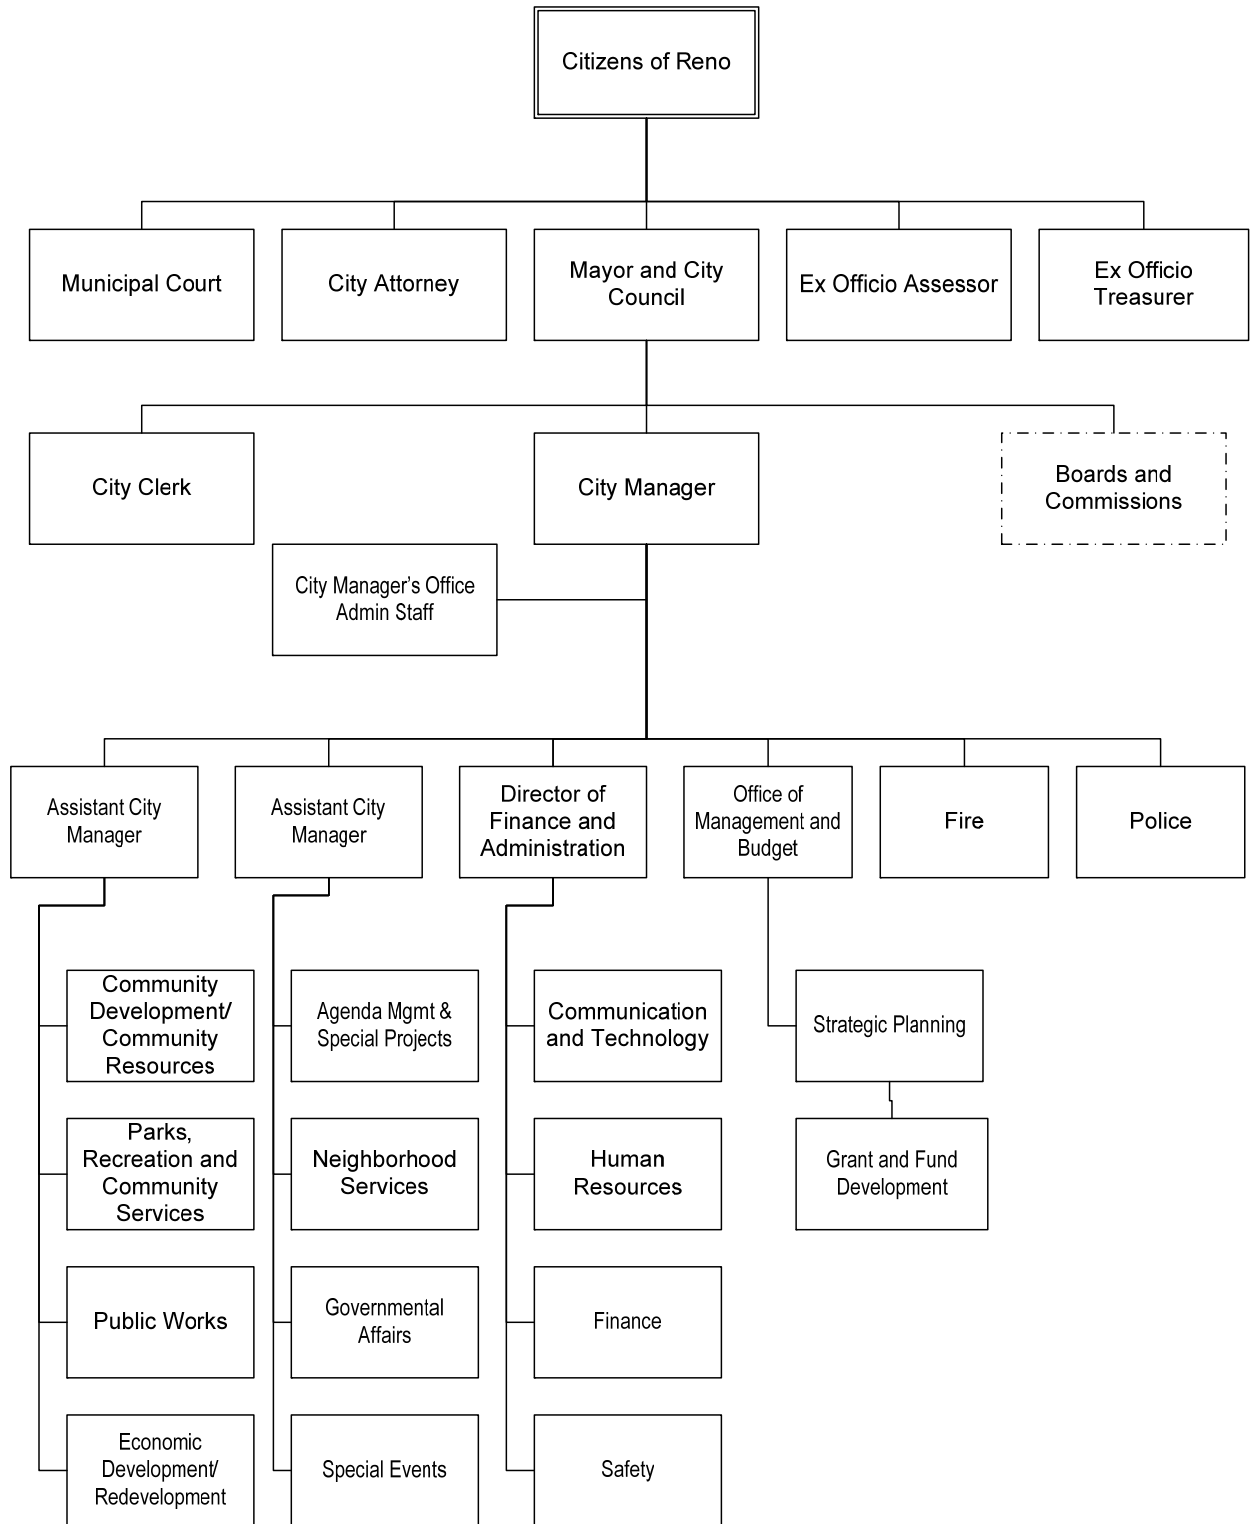 Citizens of Reno
Municipal Court
City Attorney
Mayor and City
Council
Ex Officio Assessor
Ex Officio
Treasurer
City Clerk
City Manager
Boards and
Commissions
City Manager’s Office
Admin Staff
Assistant City
Manager
Assistant City
Manager
Director of
Finance and
Administration
Office of
Management and
Budget
Fire
Police
Community
Development/
Community
Resources
Agenda Mgmt &
Special Projects
Communication
and Technology
Strategic Planning
Parks,
Recreation and
Community
Services
Neighborhood
Services
Human
Resources
Grant and Fund
Development
Public Works
Governmental
Affairs
Finance
Economic
Development/
Redevelopment
Special Events
Safety